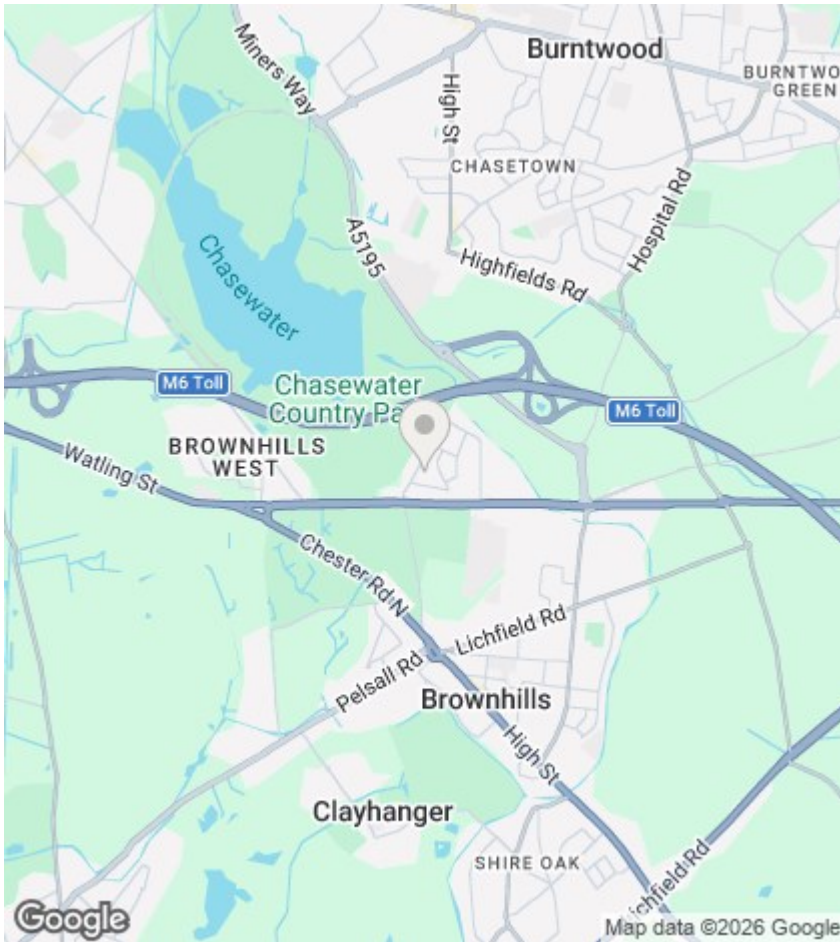 Burntwood
BURNTWO
GREEN
Miners Way
High St
CHASETOWN
Hospital Rd
A5195
Highfields Rd
Chasewater
M6 Toll
Chasewater
Country Pa
M6 Toll
BROWNHILLS
WEST
Watling St
Chester Rd N
Lichfield Rd
Pelsall Rd
Brownhills
High St
Clayhanger
SHIRE OAK
Lichfield Rd
Google
Map data ©2026 Google